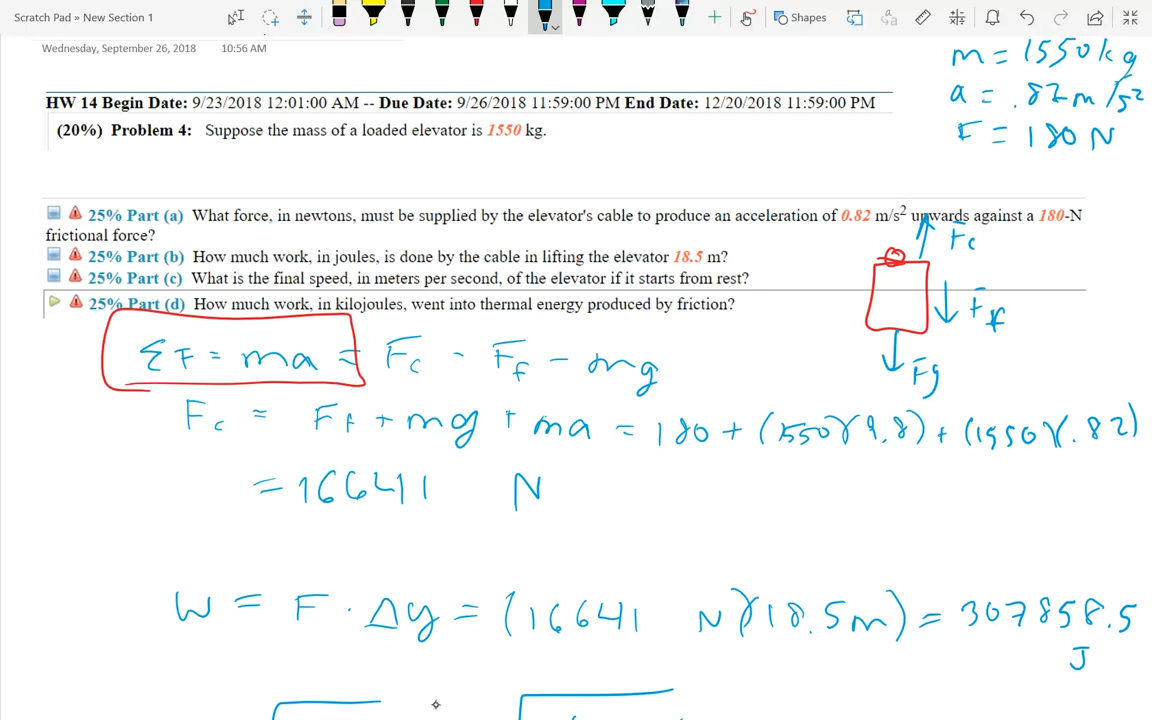 Scratch Pad » New Section 1
Shapes
Wednesday, September 26, 2018 10:56 AM
m = 1550 kg
a = .82 m/s²
F = 180 N
HW 14 Begin Date: 9/23/2018 12:01:00 AM -- Due Date: 9/26/2018 11:59:00 PM End Date: 12/20/2018 11:59:00 PM
(20%) Problem 4: Suppose the mass of a loaded elevator is 1550 kg.
25% Part (a) What force, in newtons, must be supplied by the elevator's cable to produce an acceleration of 0.82 m/s² upwards against a 180-N
frictional force?
25% Part (b) How much work, in joules, is done by the cable in lifting the elevator 18.5 m?
25% Part (c) What is the final speed, in meters per second, of the elevator if it starts from rest?
25% Part (d) How much work, in kilojoules, went into thermal energy produced by friction?
Fc
Ff
Fg
ΣF = ma = Fc - Ff - mg
Fc = Ff + mg + ma = 180 + (1550)(9.8) + (1550)(.82)
= 16641 N
W = F · Δy = (16641 N)(18.5m) = 307858.5
J